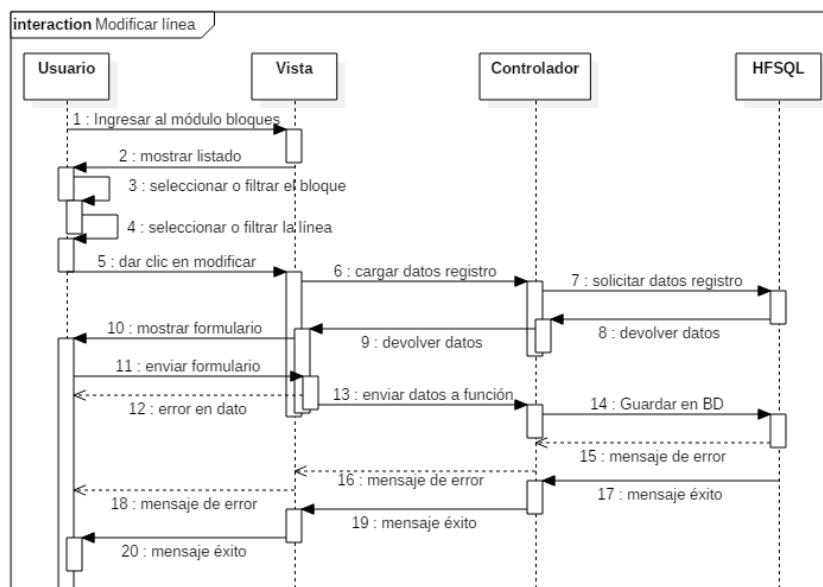 interaction Modificar línea
Usuario
Vista
Controlador
HFSQL
1 : Ingresar al módulo bloques
2 : mostrar listado
3 : seleccionar o filtrar el bloque
4 : seleccionar o filtrar la línea
5 : dar clic en modificar
6 : cargar datos registro
7 : solicitar datos registro
8 : devolver datos
9 : devolver datos
10 : mostrar formulario
11 : enviar formulario
12 : error en dato
13 : enviar datos a función
14 : Guardar en BD
15 : mensaje de error
16 : mensaje de error
17 : mensaje éxito
18 : mensaje de error
19 : mensaje éxito
20 : mensaje éxito